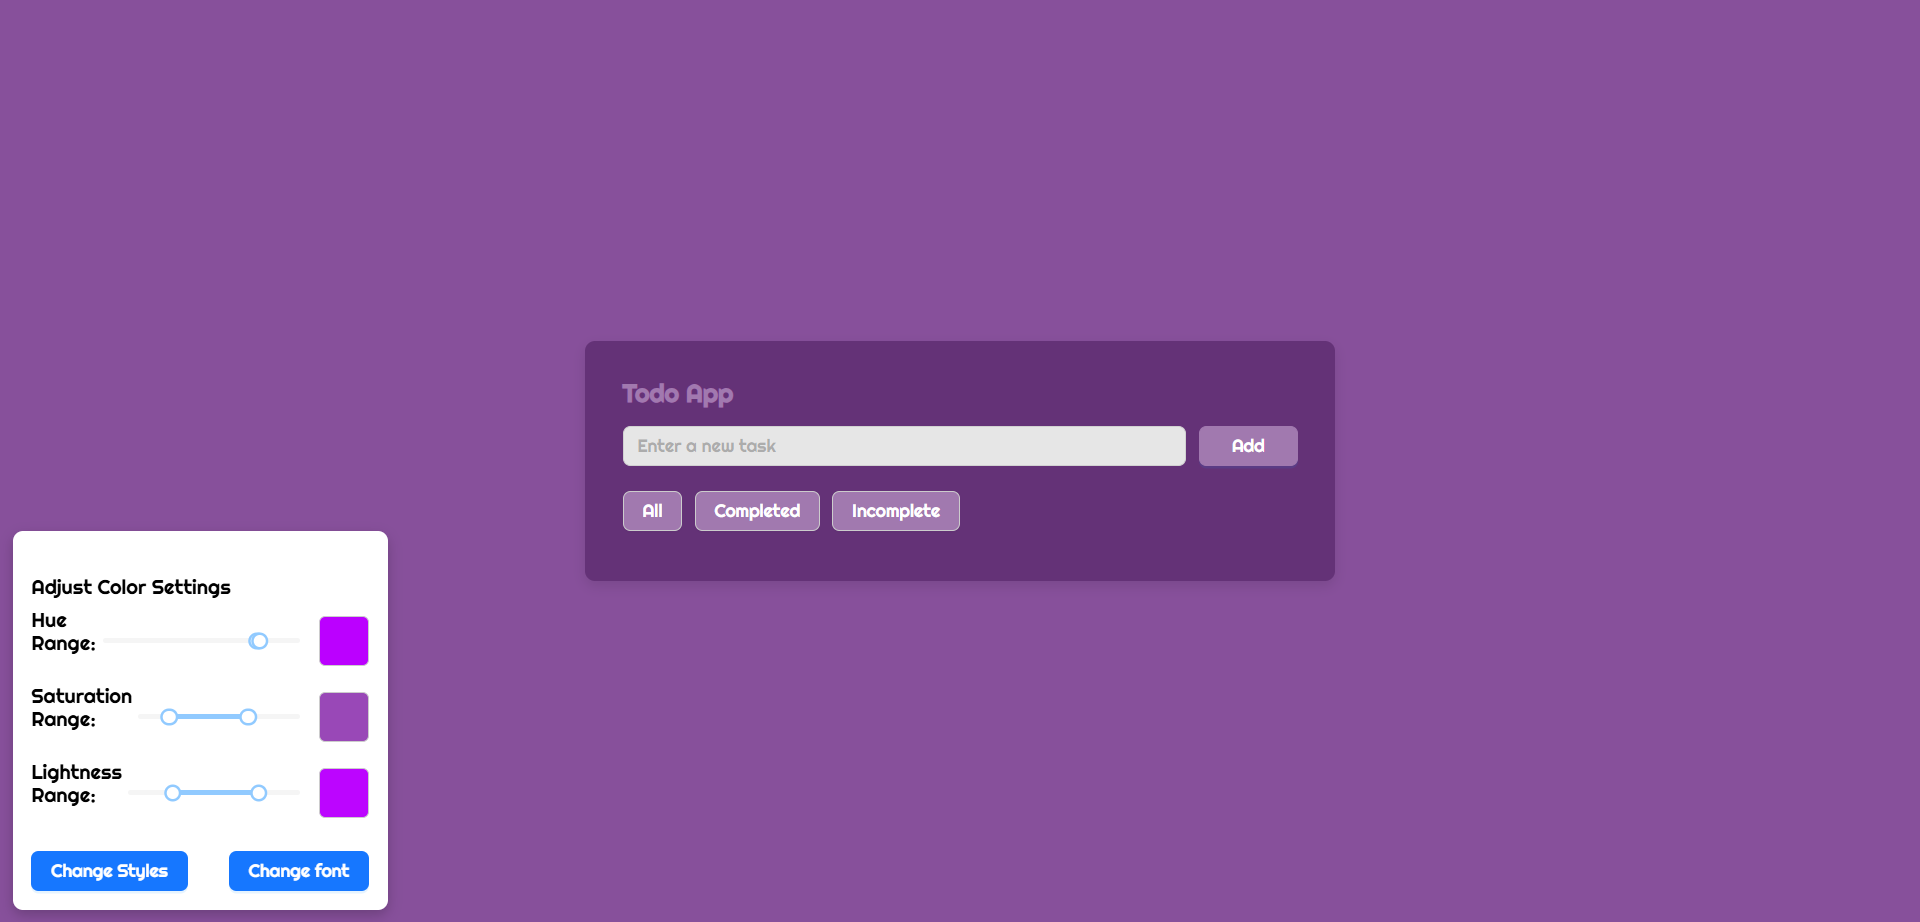 Todo App
Enter a new task
Add
All
Completed
Incomplete
Adjust Color Settings
Hue
Range:
Saturation
Range:
Lightness
Range:
Change Styles
Change font